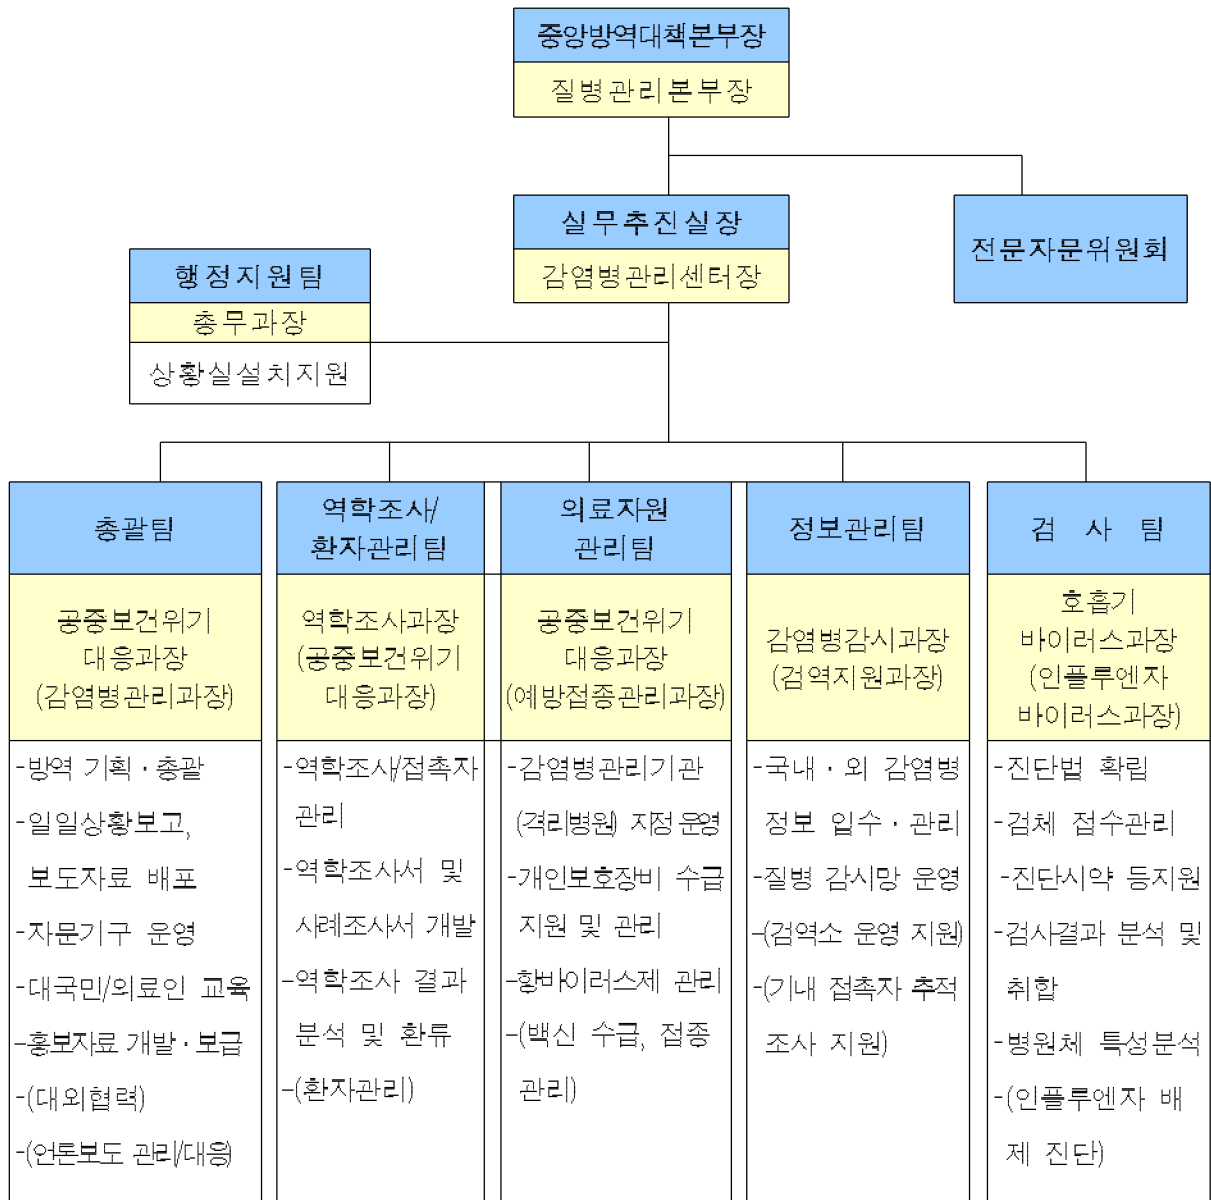 중앙방역대책본부장
질병관리본부장
실무추진실장
감염병관리센터장
전문자문위원회
행정지원팀
총무과장
상황실설치지원
총괄팀
공중보건위기
대응과장
(감염병관리과장)
-방역 기획·총괄
-일일상황보고,
보도자료 배포
-자문기구 운영
-대국민/의료인 교육
-홍보자료 개발·보급
-(대외협력)
-(언론보도 관리/대응)
역학조사/
환자관리팀
역학조사과장
(공중보건위기
대응과장)
-역학조사/접촉자
관리
-역학조사서 및
사례조사서 개발
-역학조사 결과
분석 및 환류
-(환자관리)
의료자원
관리팀
공중보건위기
대응과장
(예방접종관리과장)
-감염병관리기관
(격리병원) 지정 운영
-개인보호장비 수급
지원 및 관리
-항바이러스제 관리
-(백신 수급, 접종
관리)
정보관리팀
감염병감시과장
(검역지원과장)
-국내·외 감염병
정보 입수·관리
-질병 감시망 운영
-(검역소 운영 지원)
-(기내 접촉자 추적
조사 지원)
검 사 팀
호흡기
바이러스과장
(인플루엔자
바이러스과장)
-진단법 확립
-검체 접수관리
-진단시약 등지원
-검사결과 분석 및
취합
-병원체 특성분석
-(인플루엔자 배
제 진단)